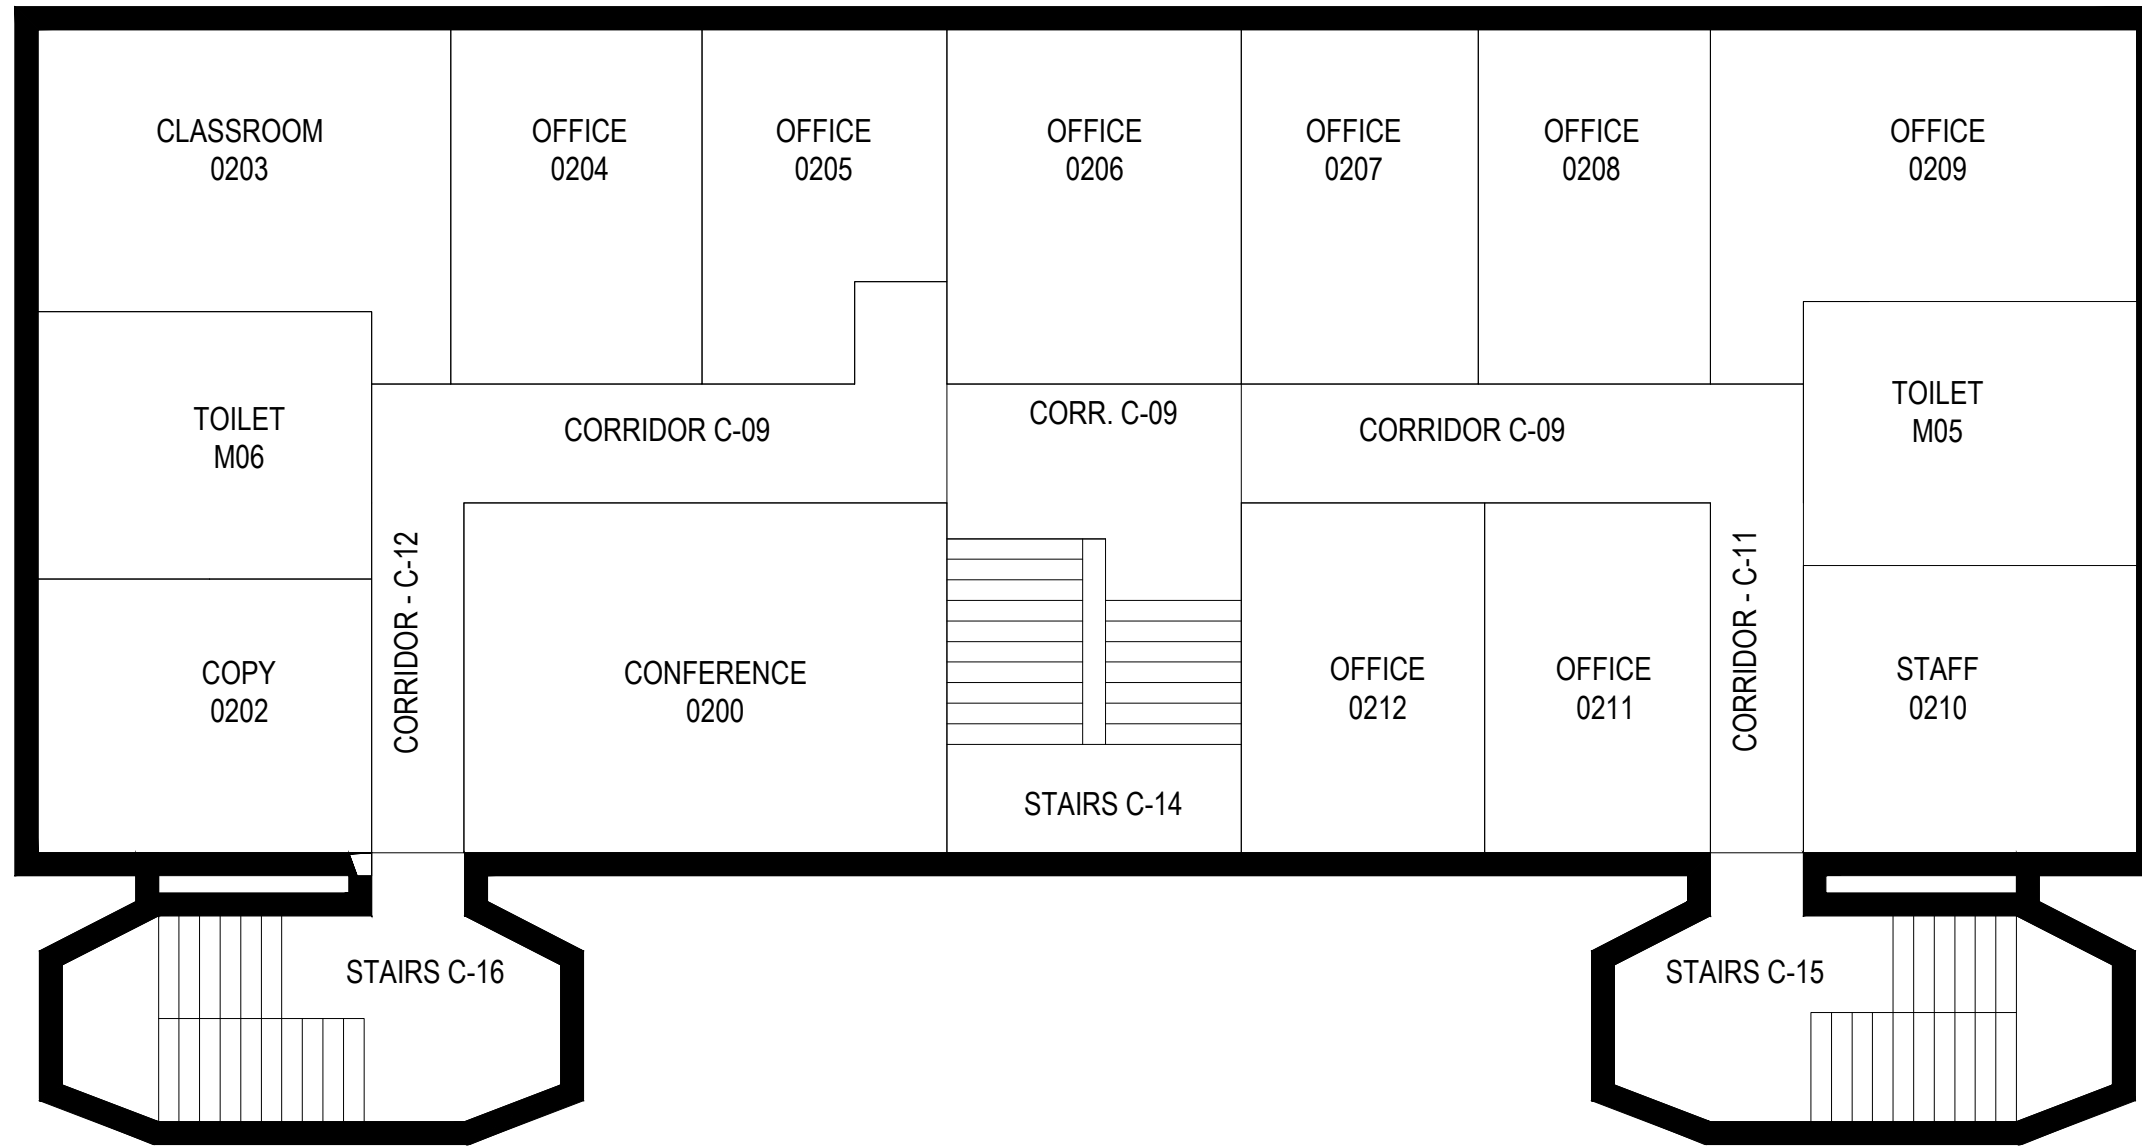 CLASSROOM
0203
OFFICE
0204
OFFICE
0205
OFFICE
0206
OFFICE
0207
OFFICE
0208
OFFICE
0209
TOILET
M06
CORRIDOR C-09
CORR. C-09
CORRIDOR C-09
TOILET
M05
COPY
0202
CORRIDOR - C-12
CONFERENCE
0200
OFFICE
0212
OFFICE
0211
CORRIDOR - C-11
STAFF
0210
STAIRS C-14
STAIRS C-16
STAIRS C-15